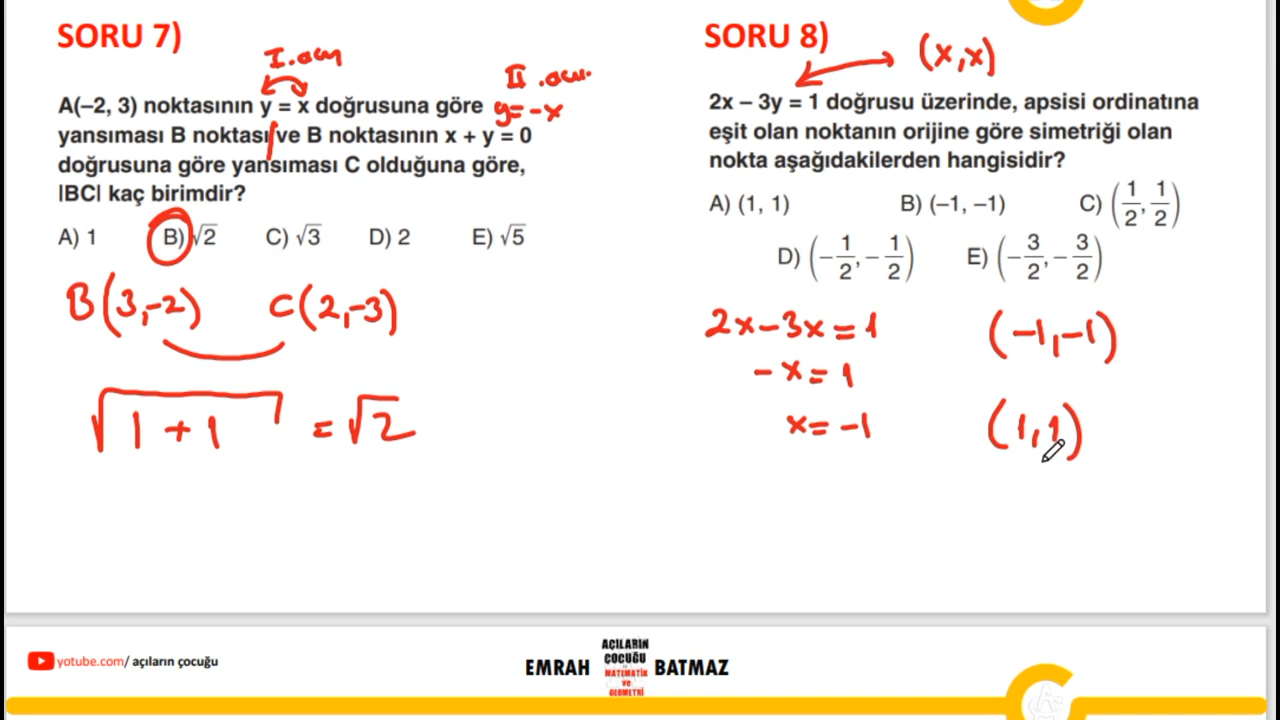 SORU 7)
I. açı
II. açı.
A(–2, 3) noktasının y = x doğrusuna göre
y = -x
yansıması B noktası ve B noktasının x + y = 0
doğrusuna göre yansıması C olduğuna göre,
|BC| kaç birimdir?
A) 1 B) √2 C) √3 D) 2 E) √5
B(3,-2) C(2,-3)
√1 + 1 = √2
SORU 8)
(x,x)
2x – 3y = 1 doğrusu üzerinde, apsisi ordinatına
eşit olan noktanın orijine göre simetriği olan
nokta aşağıdakilerden hangisidir?
A) (1, 1) B) (–1, –1) C) (1/2, 1/2)
D) (–1/2, –1/2) E) (–3/2, –3/2)
2x-3x = 1 (-1,-1)
-x = 1
x = -1 (1,1)
yotube.com/ açıların çocuğu
EMRAH
AÇILARIN
ÇOCUĞU
MATEMATİK
ve
GEOMETRİ
BATMAZ